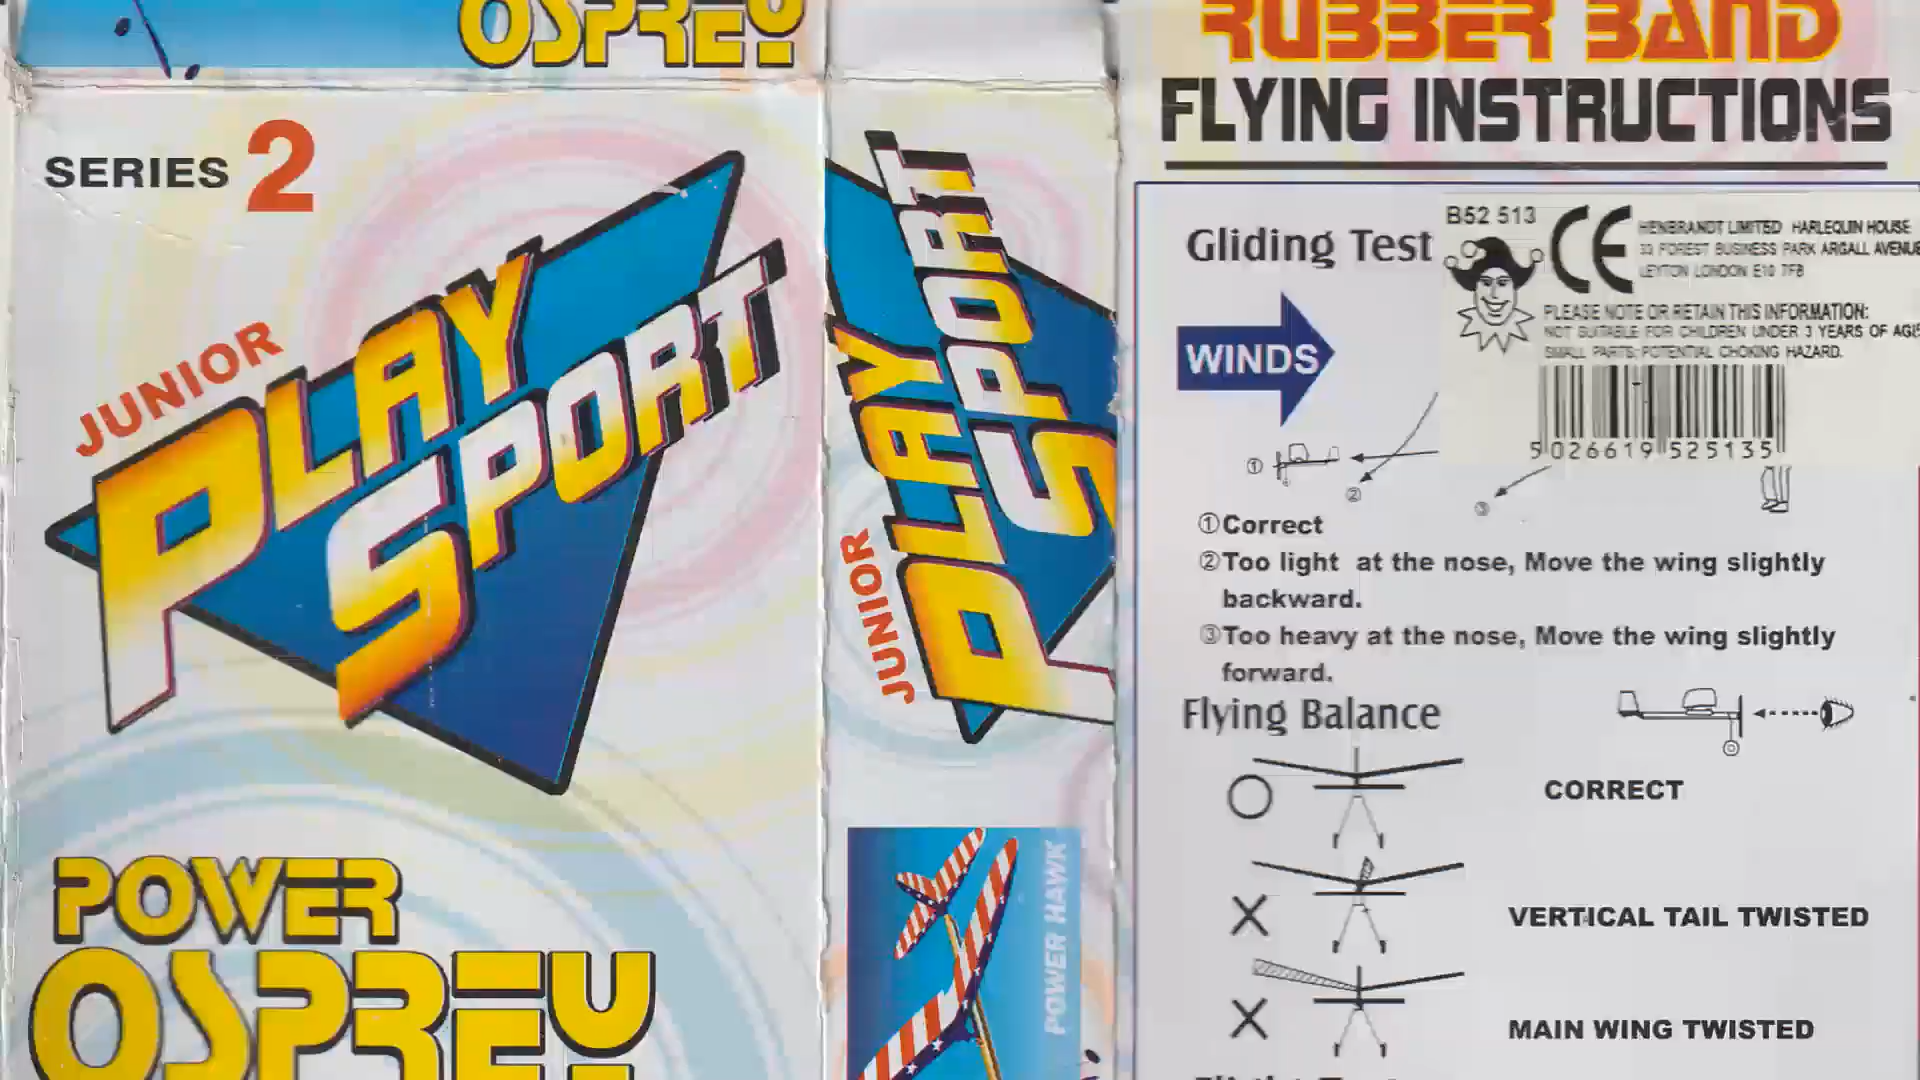 OSPREY
SERIES 2
JUNIOR
PLAY
SPORT
POWER
OSPREY
JUNIOR
PLAY
SPORT
POWER HAWK
RUBBER BAND
FLYING INSTRUCTIONS
Gliding Test
WINDS
B52 513
CE
HENBRANDT LIMITED HARLEQUIN HOUSE
33 FOREST BUSINESS PARK ARGALL AVENUE
LEYTON LONDON E10 7FB
PLEASE NOTE OR RETAIN THIS INFORMATION:
NOT SUITABLE FOR CHILDREN UNDER 3 YEARS OF AGE
SMALL PARTS: POTENTIAL CHOKING HAZARD.
5 026619 525135
①
②
③
①Correct
②Too light at the nose, Move the wing slightly
backward.
③Too heavy at the nose, Move the wing slightly
forward.
Flying Balance
CORRECT
VERTICAL TAIL TWISTED
MAIN WING TWISTED